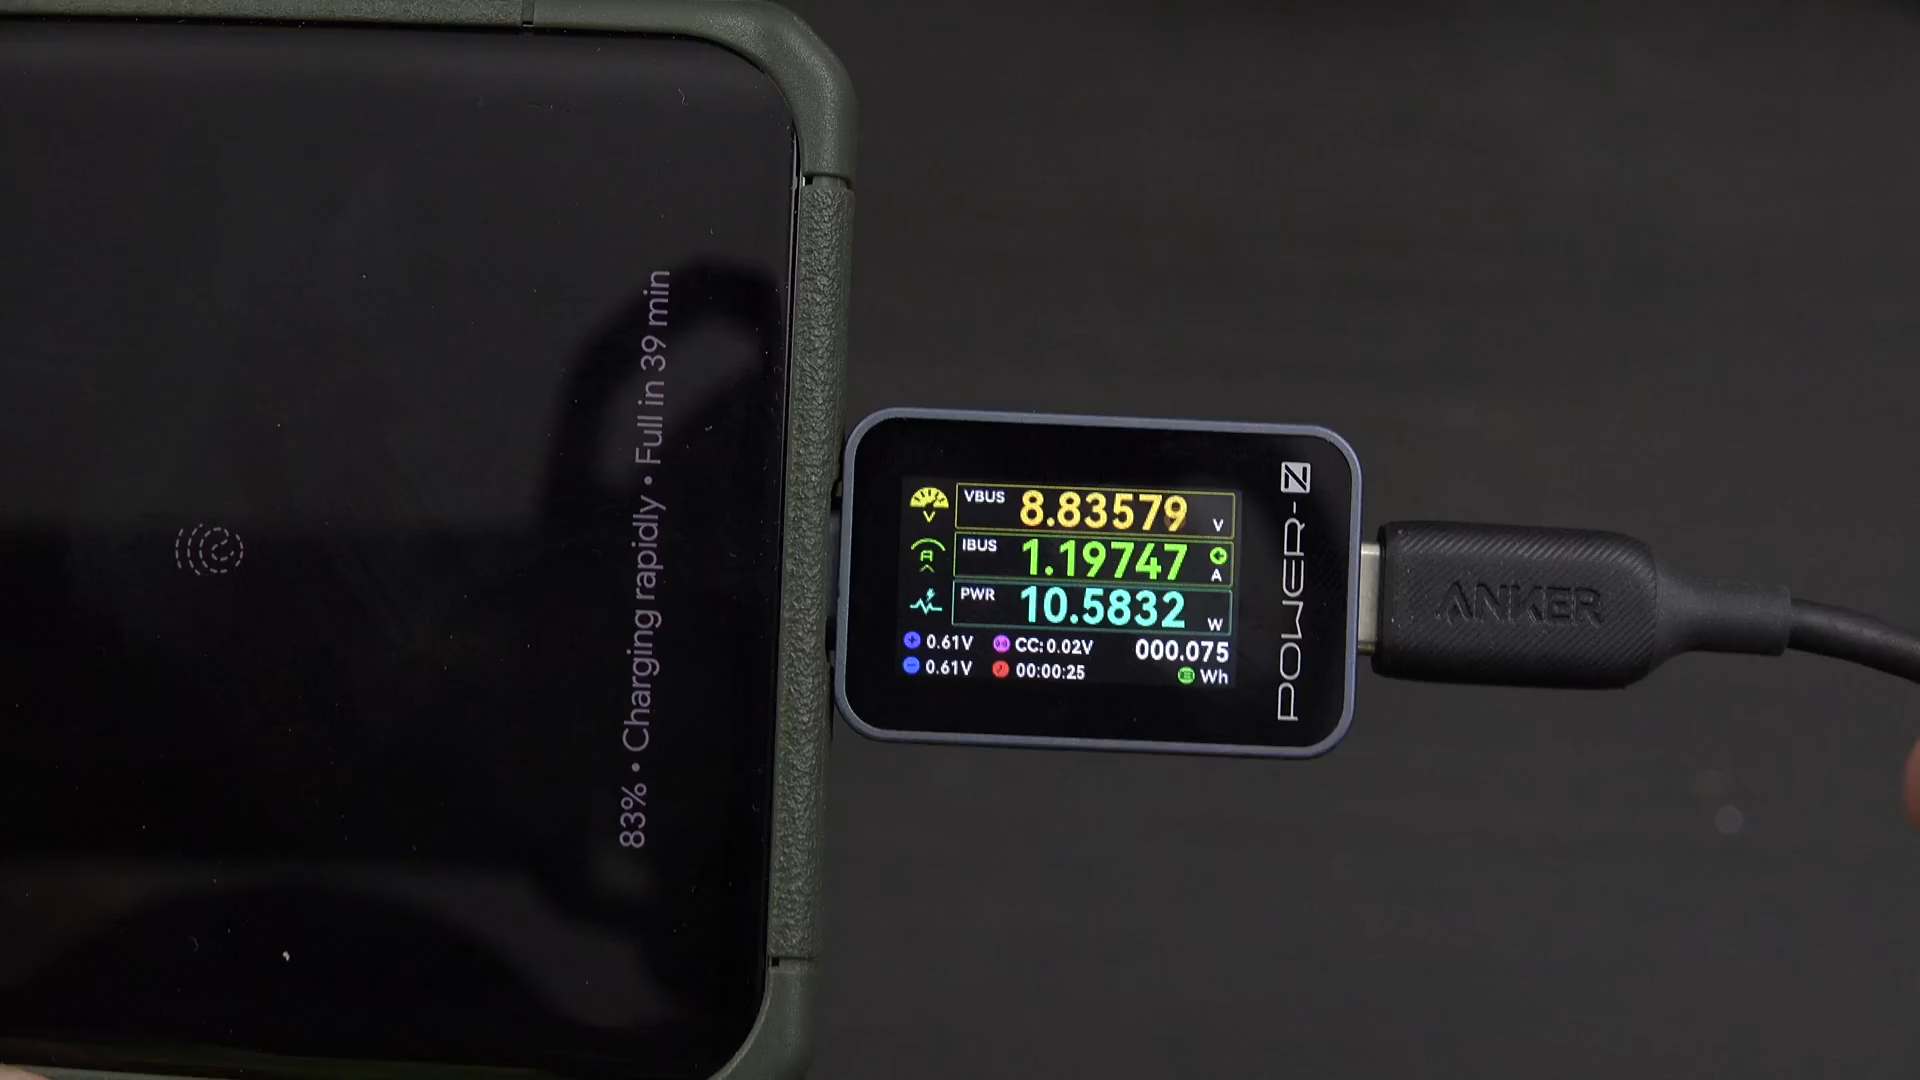 83% • Charging rapidly • Full in 39 min
VBUS 8.83579 V
IBUS 1.19747 A
PWR 10.5832 W
0.61V CC:0.02V 000.075
0.61V 00:00:25 Wh
POWER-Z
ANKER